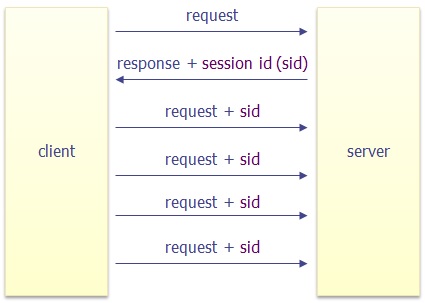 request
response + session id (sid)
request + sid
client
request + sid
server
request + sid
request + sid